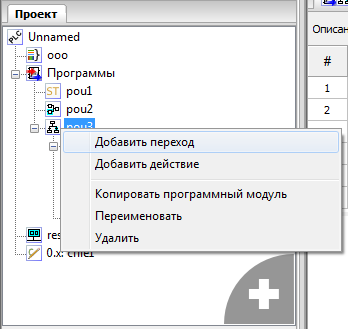 Проект
PLC Unnamed
ooo
Программы
ST pou1
pou2
pou3
Добавить переход
Добавить действие
Копировать программный модуль
Переименовать
Удалить
res
0.x:
Описан
#
1
2